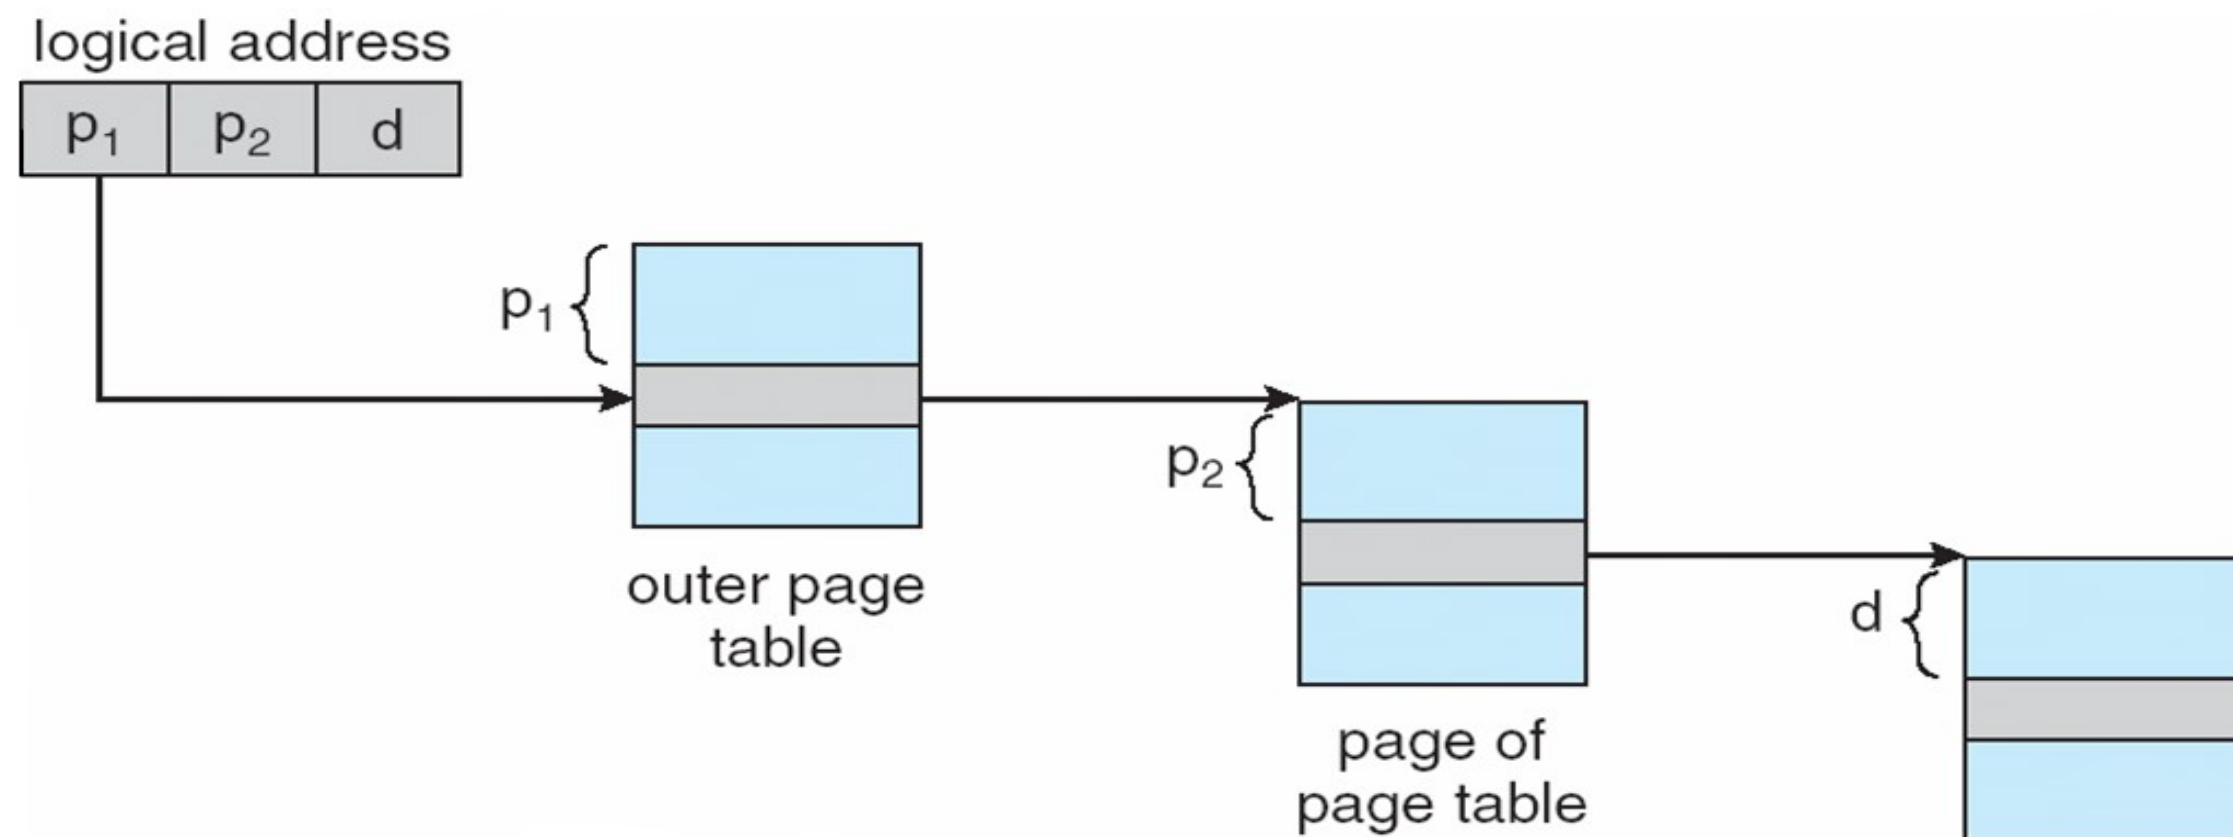 logical address
p₁ p₂ d
p₁
outer page
table
p₂
page of
page table
d